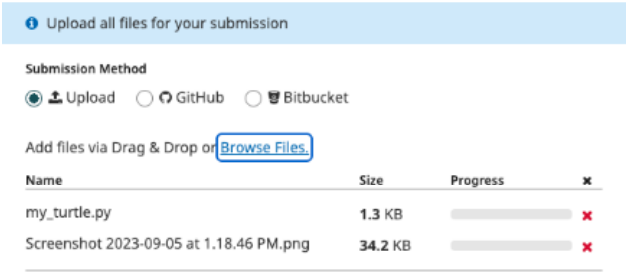 Upload all files for your submission
Submission Method
Upload GitHub Bitbucket
Add files via Drag & Drop or Browse Files.
Name Size Progress x
my_turtle.py 1.3 KB x
Screenshot 2023-09-05 at 1.18.46 PM.png 34.2 KB x